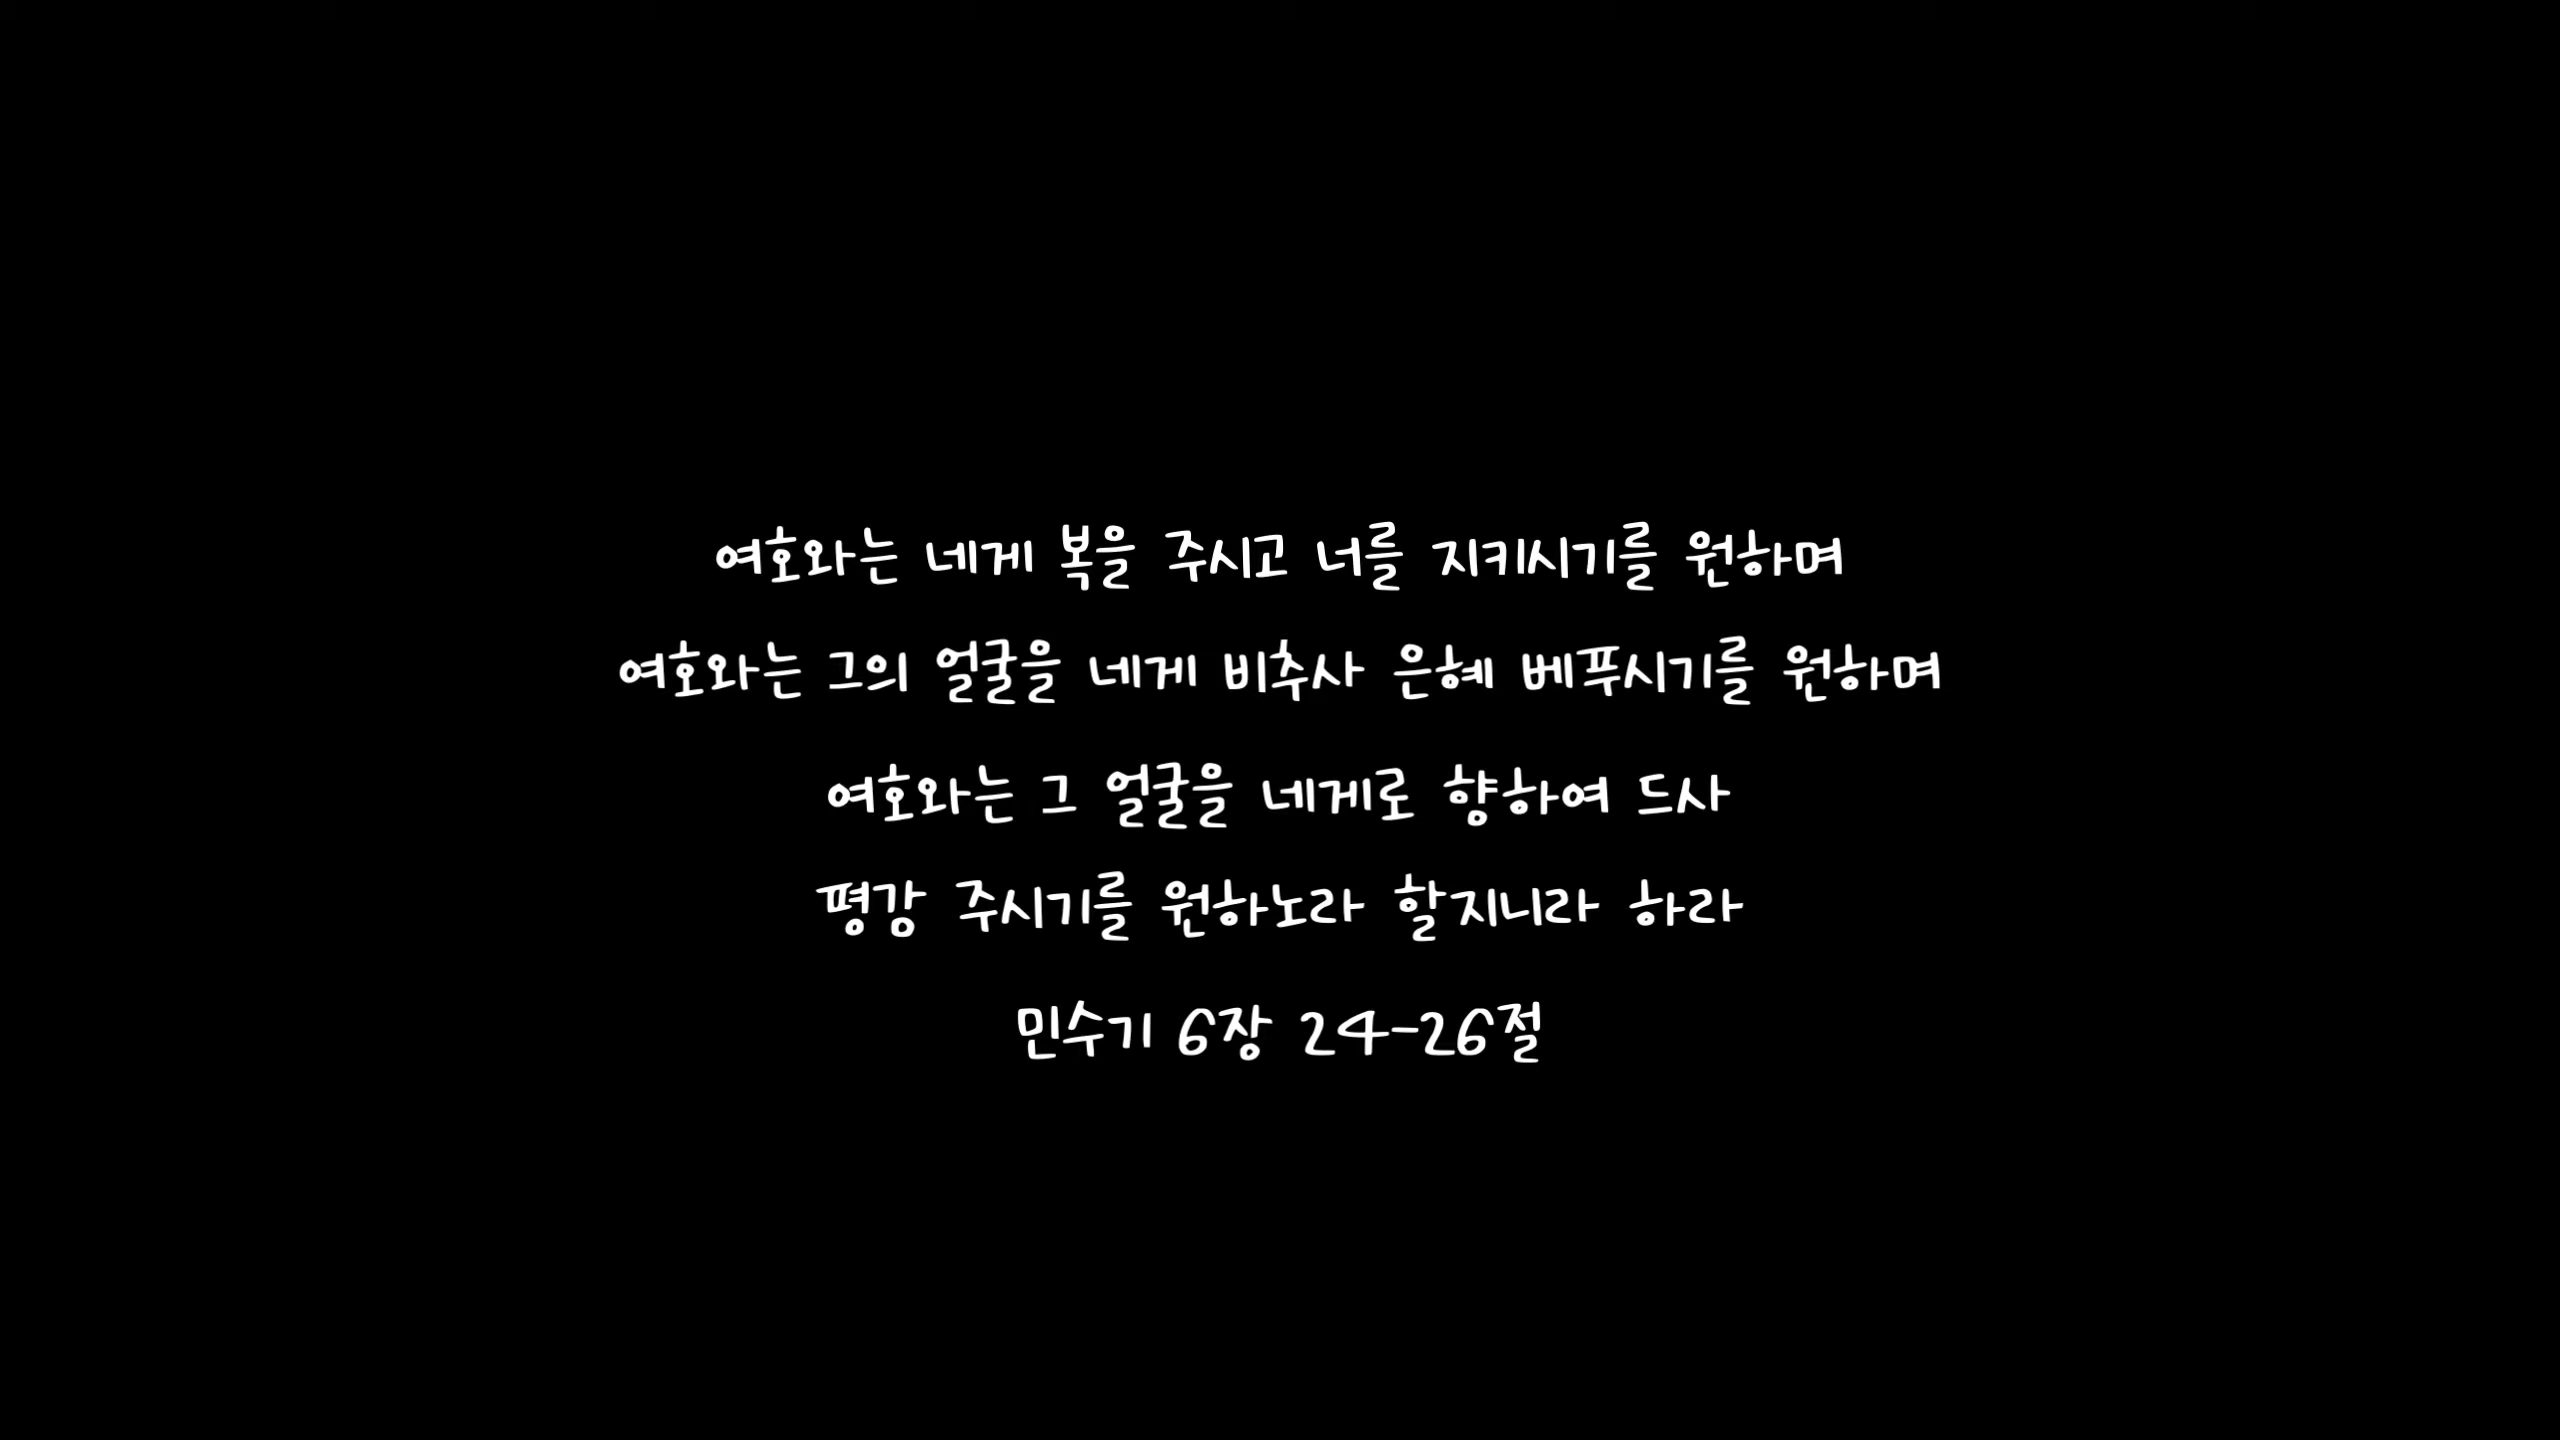 여호와는 네게 복을 주시고 너를 지키시기를 원하며
여호와는 그의 얼굴을 네게 비추사 은혜 베푸시기를 원하며
여호와는 그 얼굴을 네게로 향하여 드사
평강 주시기를 원하노라 할지니라 하라
민수기 6장 24-26절